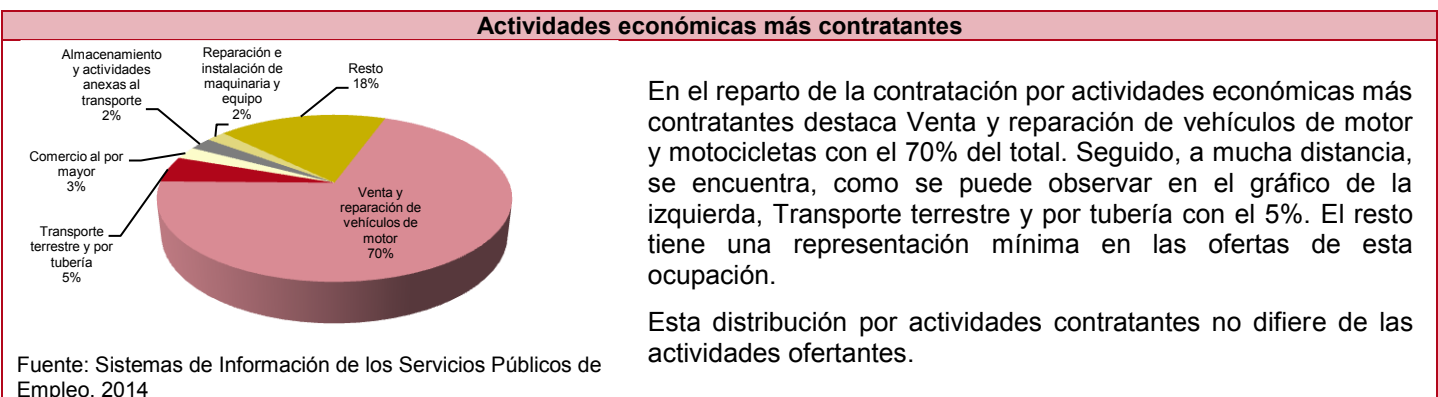 Actividades económicas más contratantes
Almacenamiento
y actividades
anexas al
transporte
2%
Reparación e
instalación de
maquinaria y
equipo
2%
Resto
18%
Comercio al por
mayor
3%
Venta y
reparación de
vehículos de
motor
70%
Transporte
terrestre y por
tubería
5%
Fuente: Sistemas de Información de los Servicios Públicos de
Empleo. 2014
En el reparto de la contratación por actividades económicas más
contratantes destaca Venta y reparación de vehículos de motor
y motocicletas con el 70% del total. Seguido, a mucha distancia,
se encuentra, como se puede observar en el gráfico de la
izquierda, Transporte terrestre y por tubería con el 5%. El resto
tiene una representación mínima en las ofertas de esta
ocupación.
Esta distribución por actividades contratantes no difiere de las
actividades ofertantes.